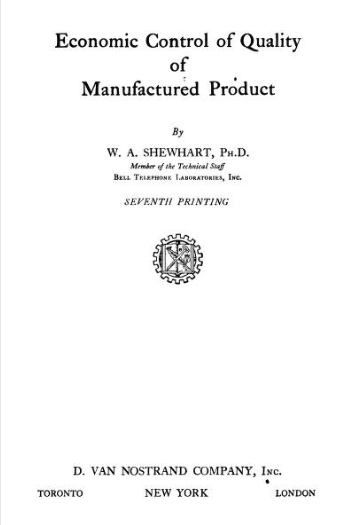 Economic Control of Quality
of
Manufactured Product
By
W. A. SHEWHART, PH.D.
Member of the Technical Staff
BELL TELEPHONE LABORATORIES, INC.
SEVENTH PRINTING
D. VAN NOSTRAND COMPANY, INC.
TORONTO NEW YORK LONDON